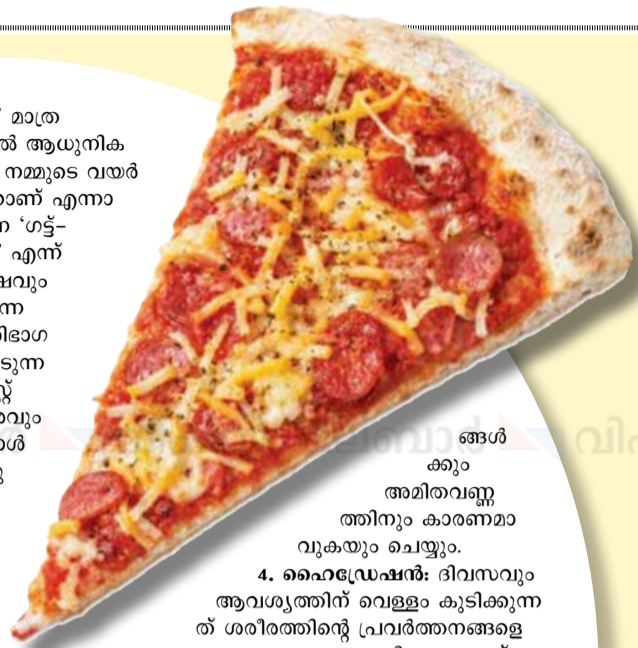 മാത്ര
ൽ ആധുനിക
നമ്മുടെ വയർ
റാണ് എന്നാ
ന ‘ഗട്ട്–
എന്ന്
ഷവും
ന്ന
ിഭാഗ
ടുന്ന
സ്റ്റ്
രവും
ാൾ
ങ്ങൾ
ക്കും
അമിതവണ്ണ
ത്തിനും കാരണമാ
വുകയും ചെയ്യും.
4. ഹൈഡ്രേഷൻ: ദിവസവും
ആവശ്യത്തിന് വെള്ളം കുടിക്കുന്ന
ത് ശരീരത്തിന്റെ പ്രവർത്തനങ്ങളെ